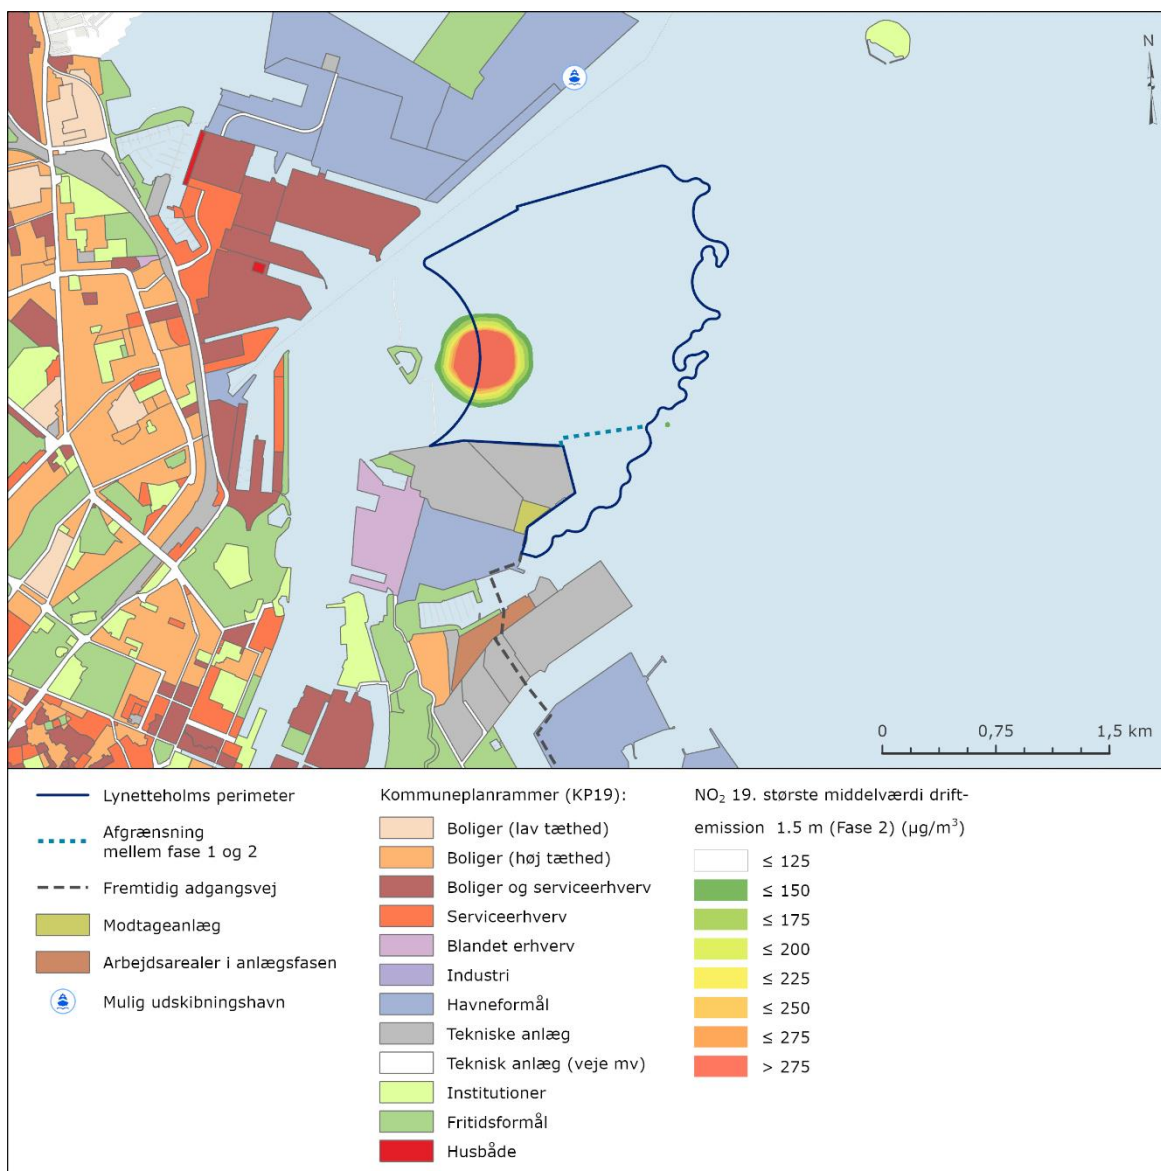 N
0
0,75
1,5 km
Lynetteholms perimeter
Afgrænsning
mellem fase 1 og 2
Fremtidig adgangsvej
Modtageanlæg
Arbejdsarealer i anlægsfasen
Mulig udskibningshavn
Kommuneplanrammer (KP19):
Boliger (lav tæthed)
Boliger (høj tæthed)
Boliger og serviceerhverv
Serviceerhverv
Blandet erhverv
Industri
Havneformål
Tekniske anlæg
Teknisk anlæg (veje mv)
Institutioner
Fritidsformål
Husbåde
NO₂ 19. største middelværdi drift-
emission 1.5 m (Fase 2) (µg/m³)
≤ 125
≤ 150
≤ 175
≤ 200
≤ 225
≤ 250
≤ 275
> 275